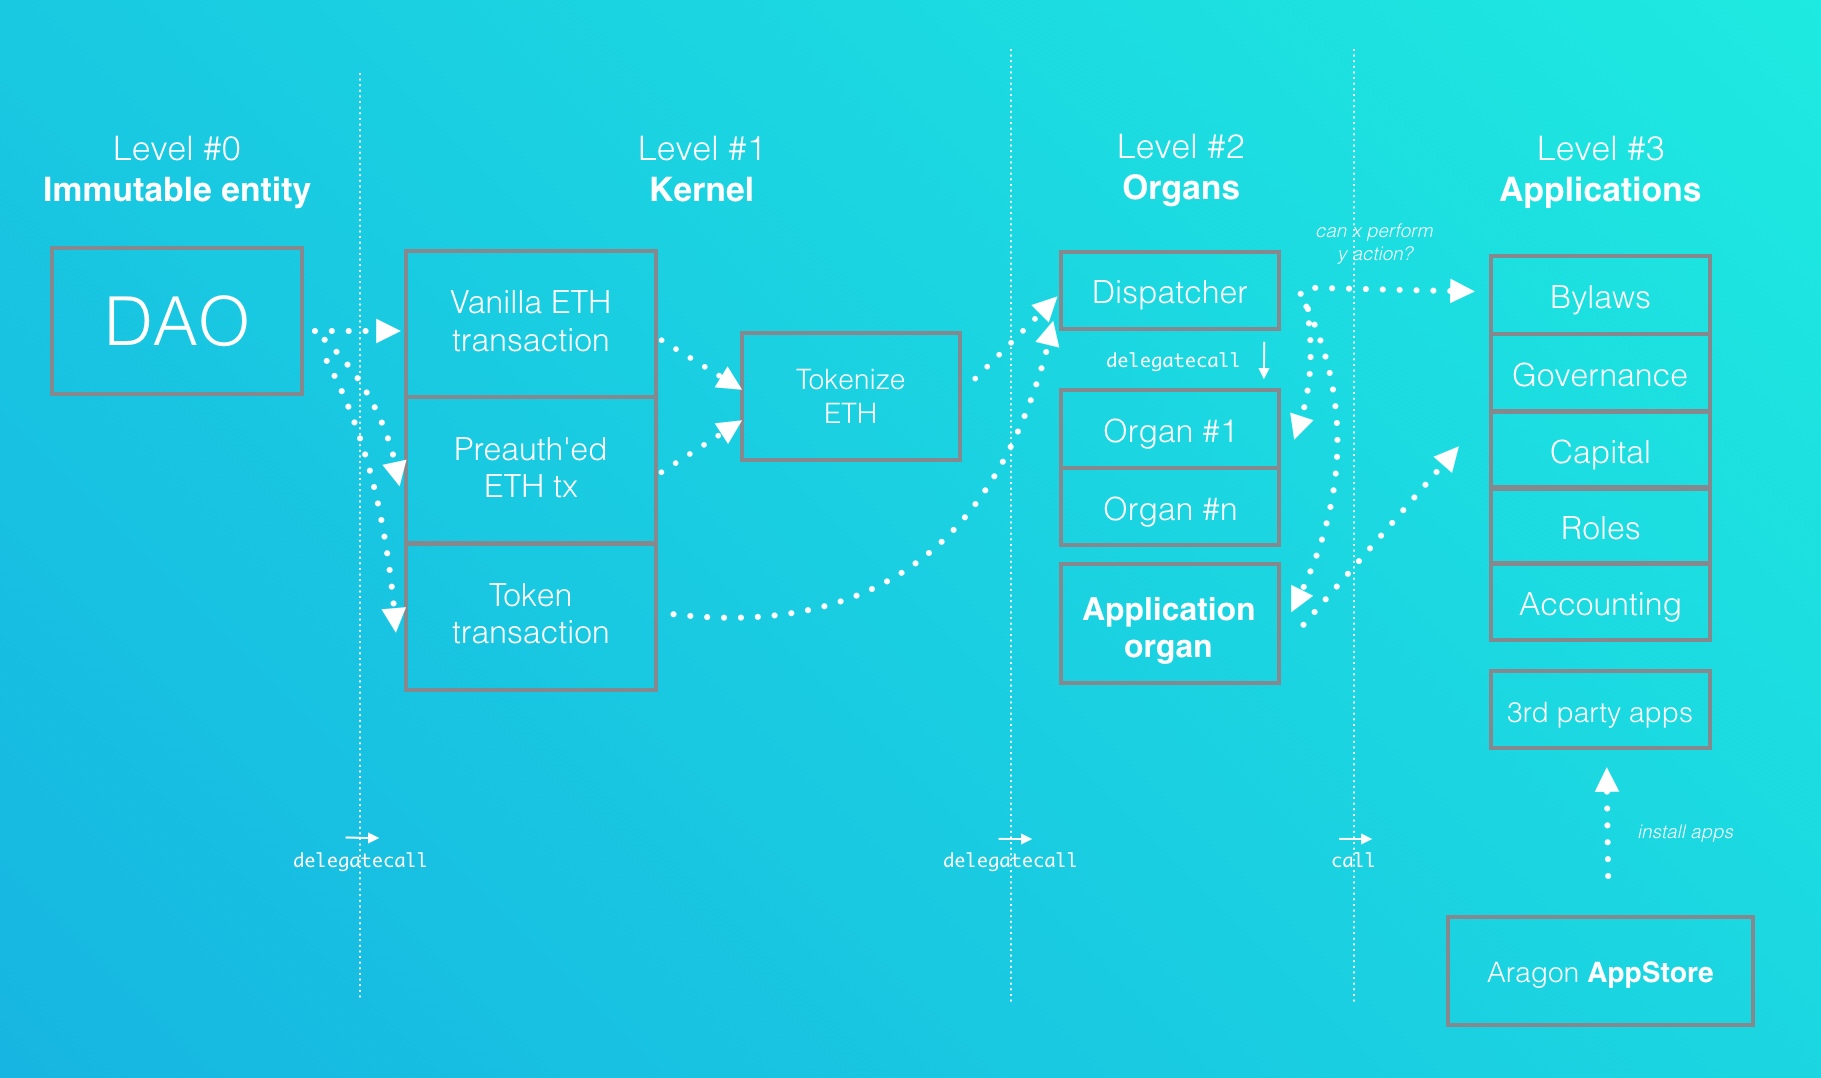 Level #0
Immutable entity
DAO
delegatecall
Level #1
Kernel
Vanilla ETH
transaction
Preauth'ed
ETH tx
Token
transaction
Tokenize
ETH
delegatecall
Level #2
Organs
Dispatcher
delegatecall
Organ #1
Organ #n
Application
organ
can x perform
y action?
call
Level #3
Applications
Bylaws
Governance
Capital
Roles
Accounting
3rd party apps
install apps
Aragon AppStore